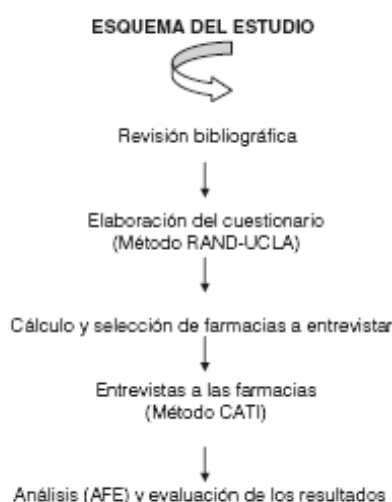 ESQUEMA DEL ESTUDIO
Revisión bibliográfica
Elaboración del cuestionario
(Método RAND-UCLA)
Cálculo y selección de farmacias a entrevistar
Entrevistas a las farmacias
(Método CATI)
Análisis (AFE) y evaluación de los resultados